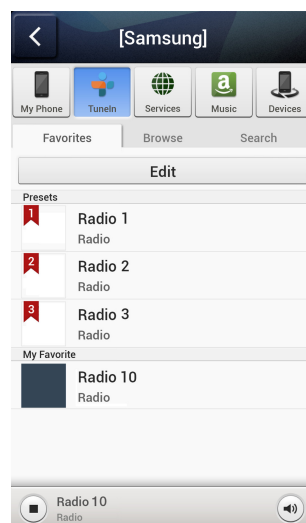 [Samsung]
My Phone TuneIn Services Music Devices
Favorites Browse Search
Edit
Presets
1
Radio 1
Radio
2
Radio 2
Radio
3
Radio 3
Radio
My Favorite
Radio 10
Radio
Radio 10
Radio